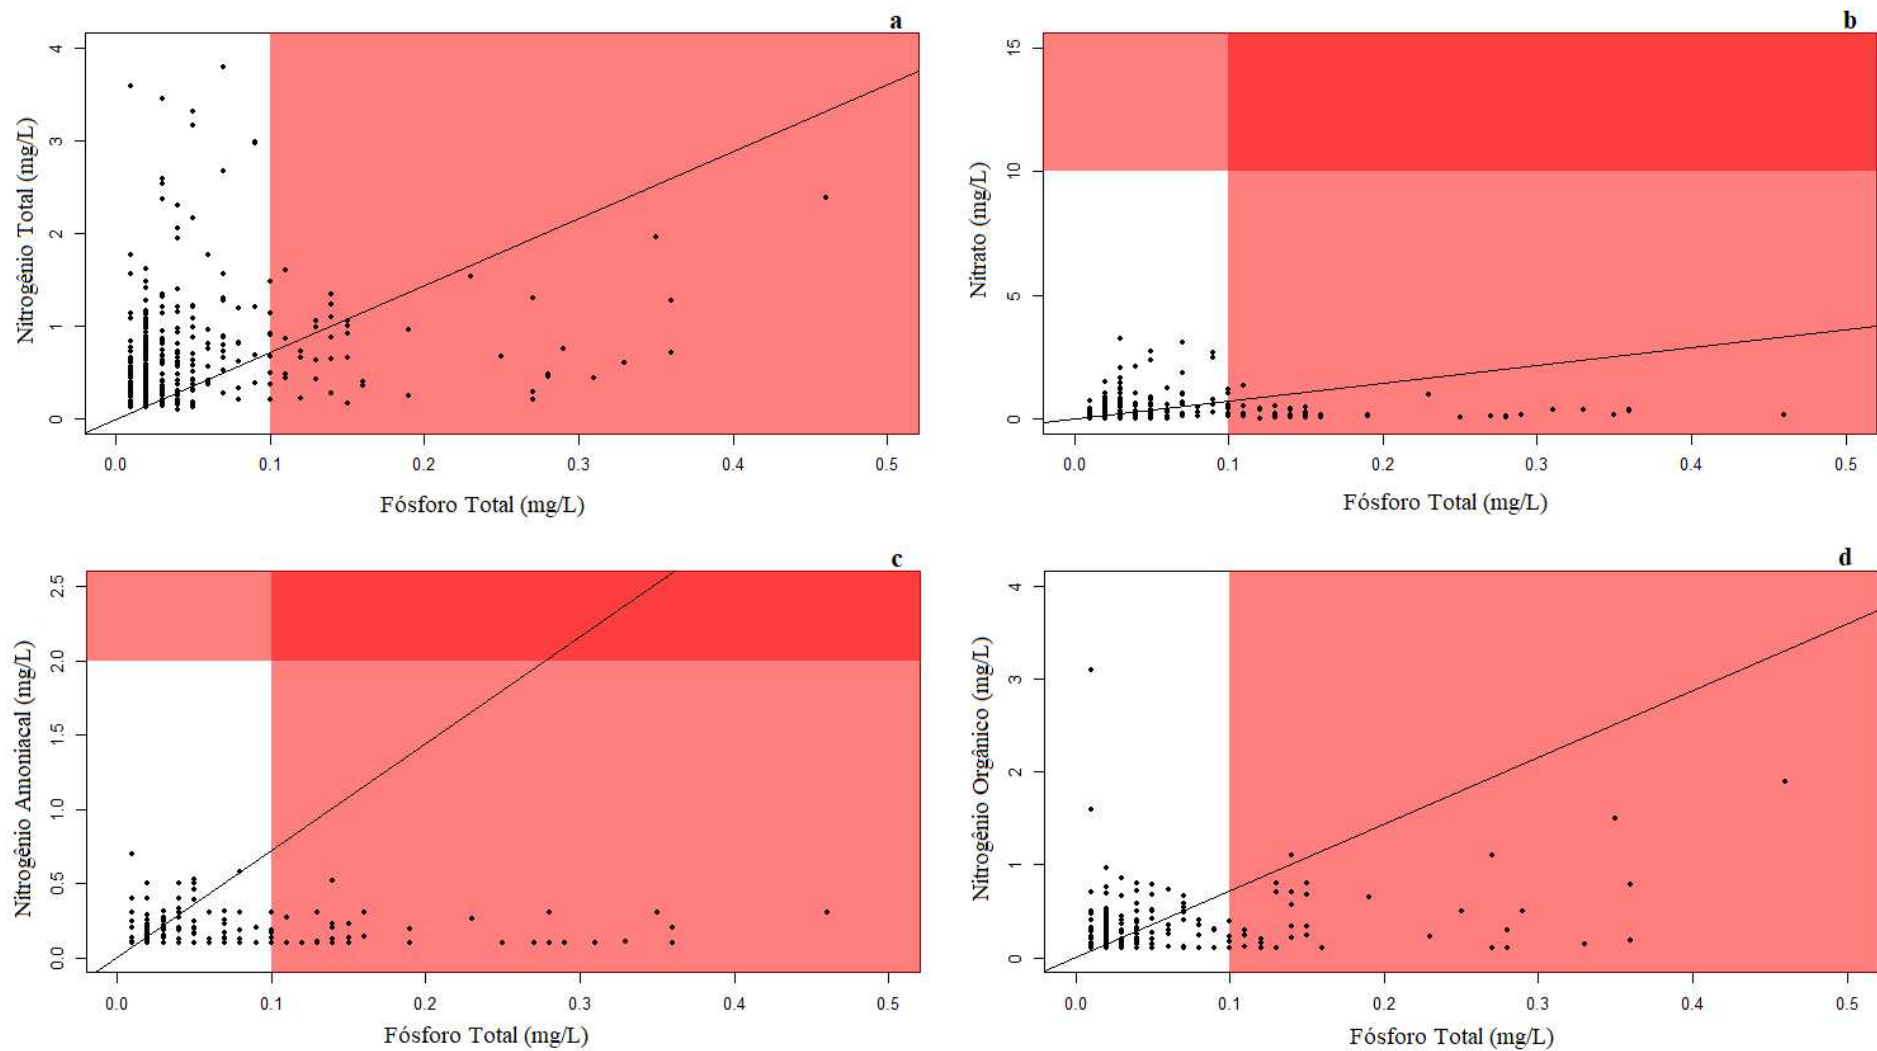 a
Nitrogênio Total (mg/L)
4
3
2
1
0
0.0 0.1 0.2 0.3 0.4 0.5
Fósforo Total (mg/L)
b
Nitrato (mg/L)
15
10
5
0
0.0 0.1 0.2 0.3 0.4 0.5
Fósforo Total (mg/L)
c
Nitrogênio Amoniacal (mg/L)
2.5
2.0
1.5
1.0
0.5
0.0
0.0 0.1 0.2 0.3 0.4 0.5
Fósforo Total (mg/L)
d
Nitrogênio Orgânico (mg/L)
4
3
2
1
0
0.0 0.1 0.2 0.3 0.4 0.5
Fósforo Total (mg/L)